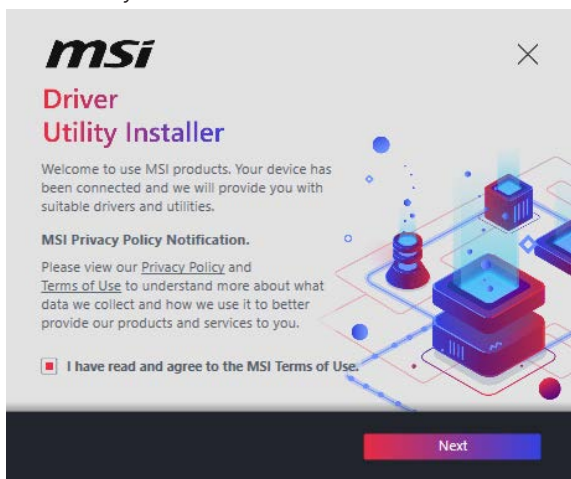 msi
Driver
Utility Installer
Welcome to use MSI products. Your device has
been connected and we will provide you with
suitable drivers and utilities.
MSI Privacy Policy Notification.
Please view our Privacy Policy and
Terms of Use to understand more about what
data we collect and how we use it to better
provide our products and services to you.
I have read and agree to the MSI Terms of Use.
Next